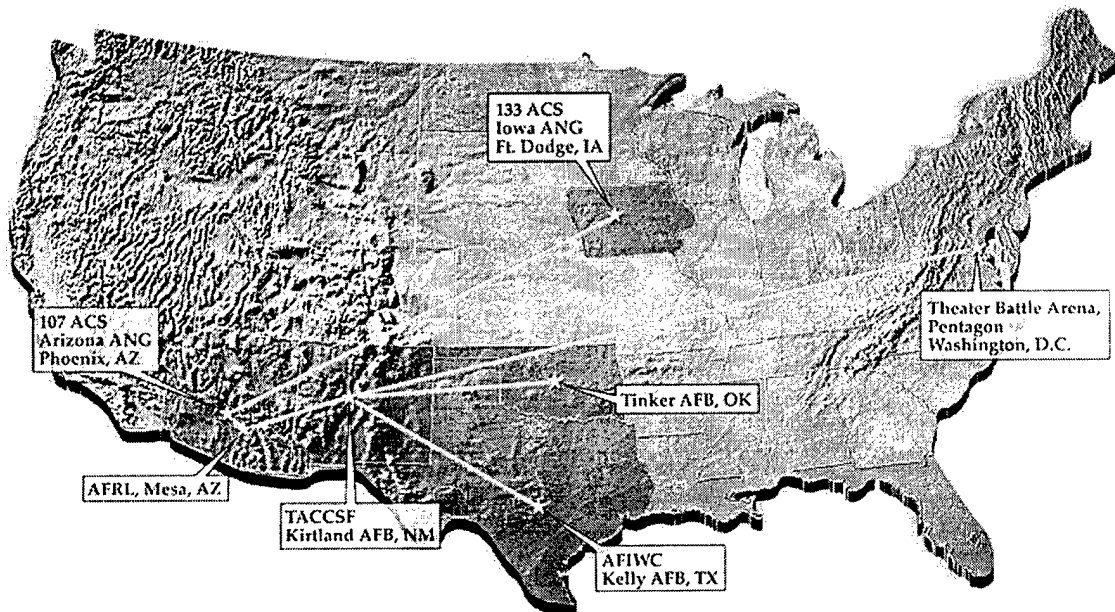 133 ACS
Iowa ANG
Ft. Dodge, IA
107 ACS
Arizona ANG
Phoenix, AZ
Theater Battle Arena,
Pentagon
Washington, D.C.
Tinker AFB, OK
AFRL, Mesa, AZ
TACCSF
Kirtland AFB, NM
AFIWC
Kelly AFB, TX